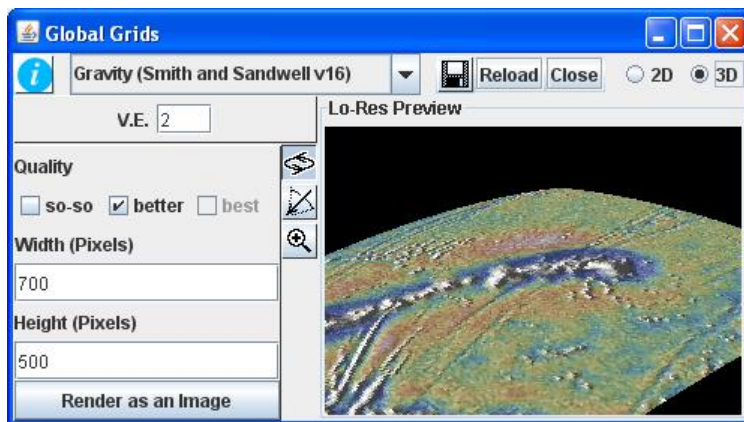 Global Grids
i Gravity (Smith and Sandwell v16) Reload Close 2D 3D
V.E. 2
Lo-Res Preview
Quality
so-so better best
Width (Pixels)
700
Height (Pixels)
500
Render as an Image